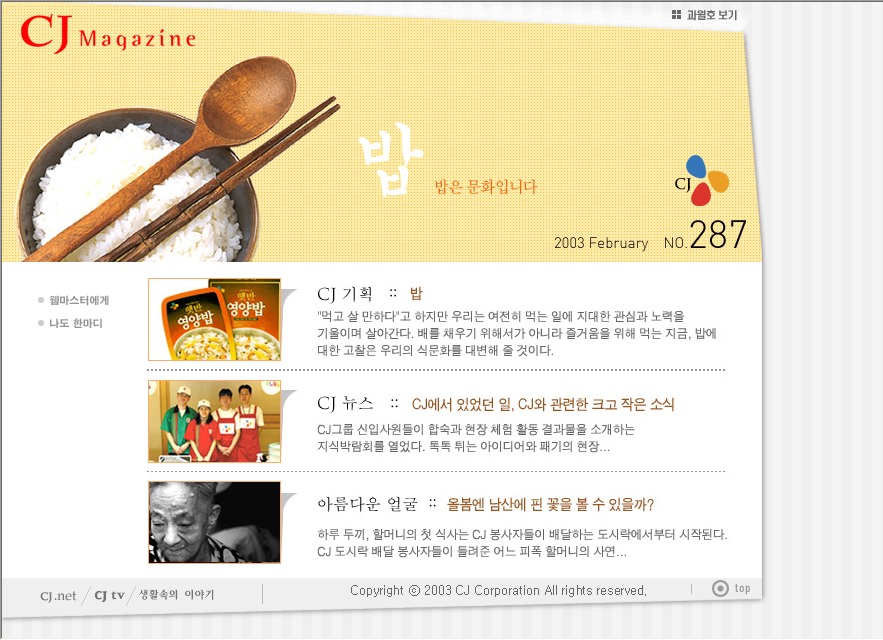 과월호 보기
CJ Magazine
밥
밥은 문화입니다
CJ
2003 February NO.287
웹마스터에게
나도 한마디
햇반
영양밥
햇반
영양밥
CJ 기획 :: 밥
"먹고 살 만하다"고 하지만 우리는 여전히 먹는 일에 지대한 관심과 노력을
기울이며 살아간다. 배를 채우기 위해서가 아니라 즐거움을 위해 먹는 지금, 밥에
대한 고찰은 우리의 식문화를 대변해 줄 것이다.
CJ 뉴스 :: CJ에서 있었던 일, CJ와 관련한 크고 작은 소식
CJ그룹 신입사원들이 합숙과 현장 체험 활동 결과물을 소개하는
지식박람회를 열었다. 톡톡 튀는 아이디어와 패기의 현장...
아름다운 얼굴 :: 올봄엔 남산에 핀 꽃을 볼 수 있을까?
하루 두끼, 할머니의 첫 식사는 CJ 봉사자들이 배달하는 도시락에서부터 시작된다.
CJ 도시락 배달 봉사자들이 들려준 어느 피폭 할머니의 사연...
CJ.net / CJ tv / 생활속의 이야기
Copyright ⓒ 2003 CJ Corporation All rights reserved.
top